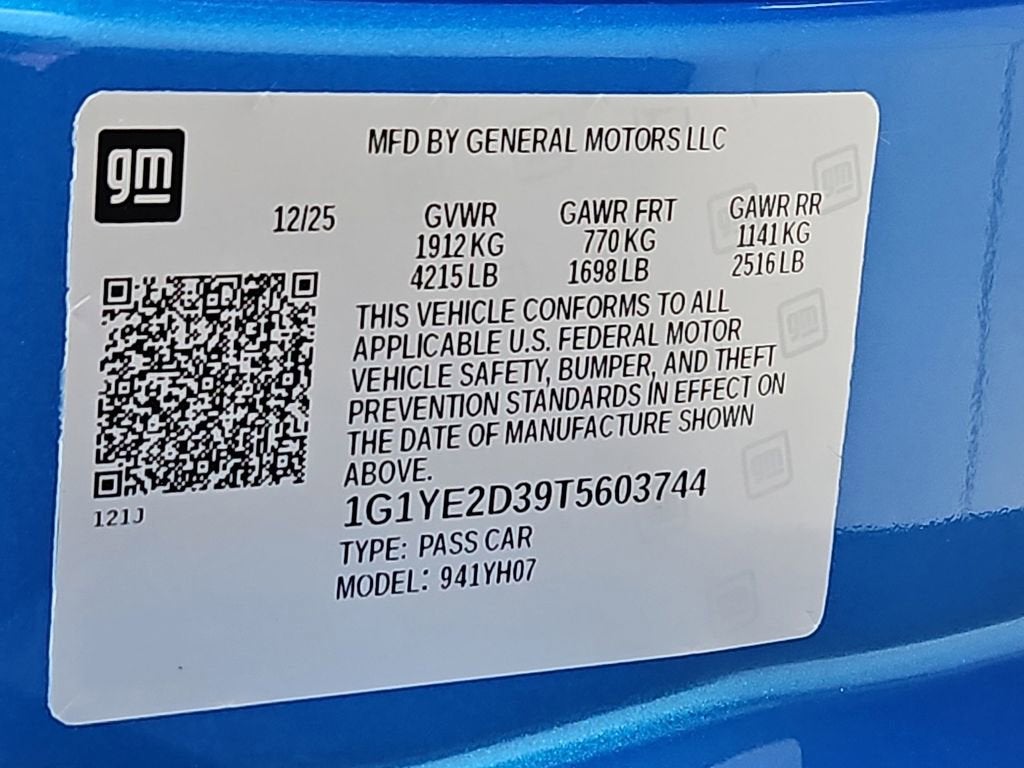 gm
MFD BY GENERAL MOTORS LLC
12/25 GVWR GAWR FRT GAWR RR
1912 KG 770 KG 1141 KG
4215 LB 1698 LB 2516 LB
THIS VEHICLE CONFORMS TO ALL
APPLICABLE U.S. FEDERAL MOTOR
VEHICLE SAFETY, BUMPER, AND THEFT
PREVENTION STANDARDS IN EFFECT ON
THE DATE OF MANUFACTURE SHOWN
ABOVE.
1G1YE2D39T5603744
121J
TYPE: PASS CAR
MODEL: 941YH07